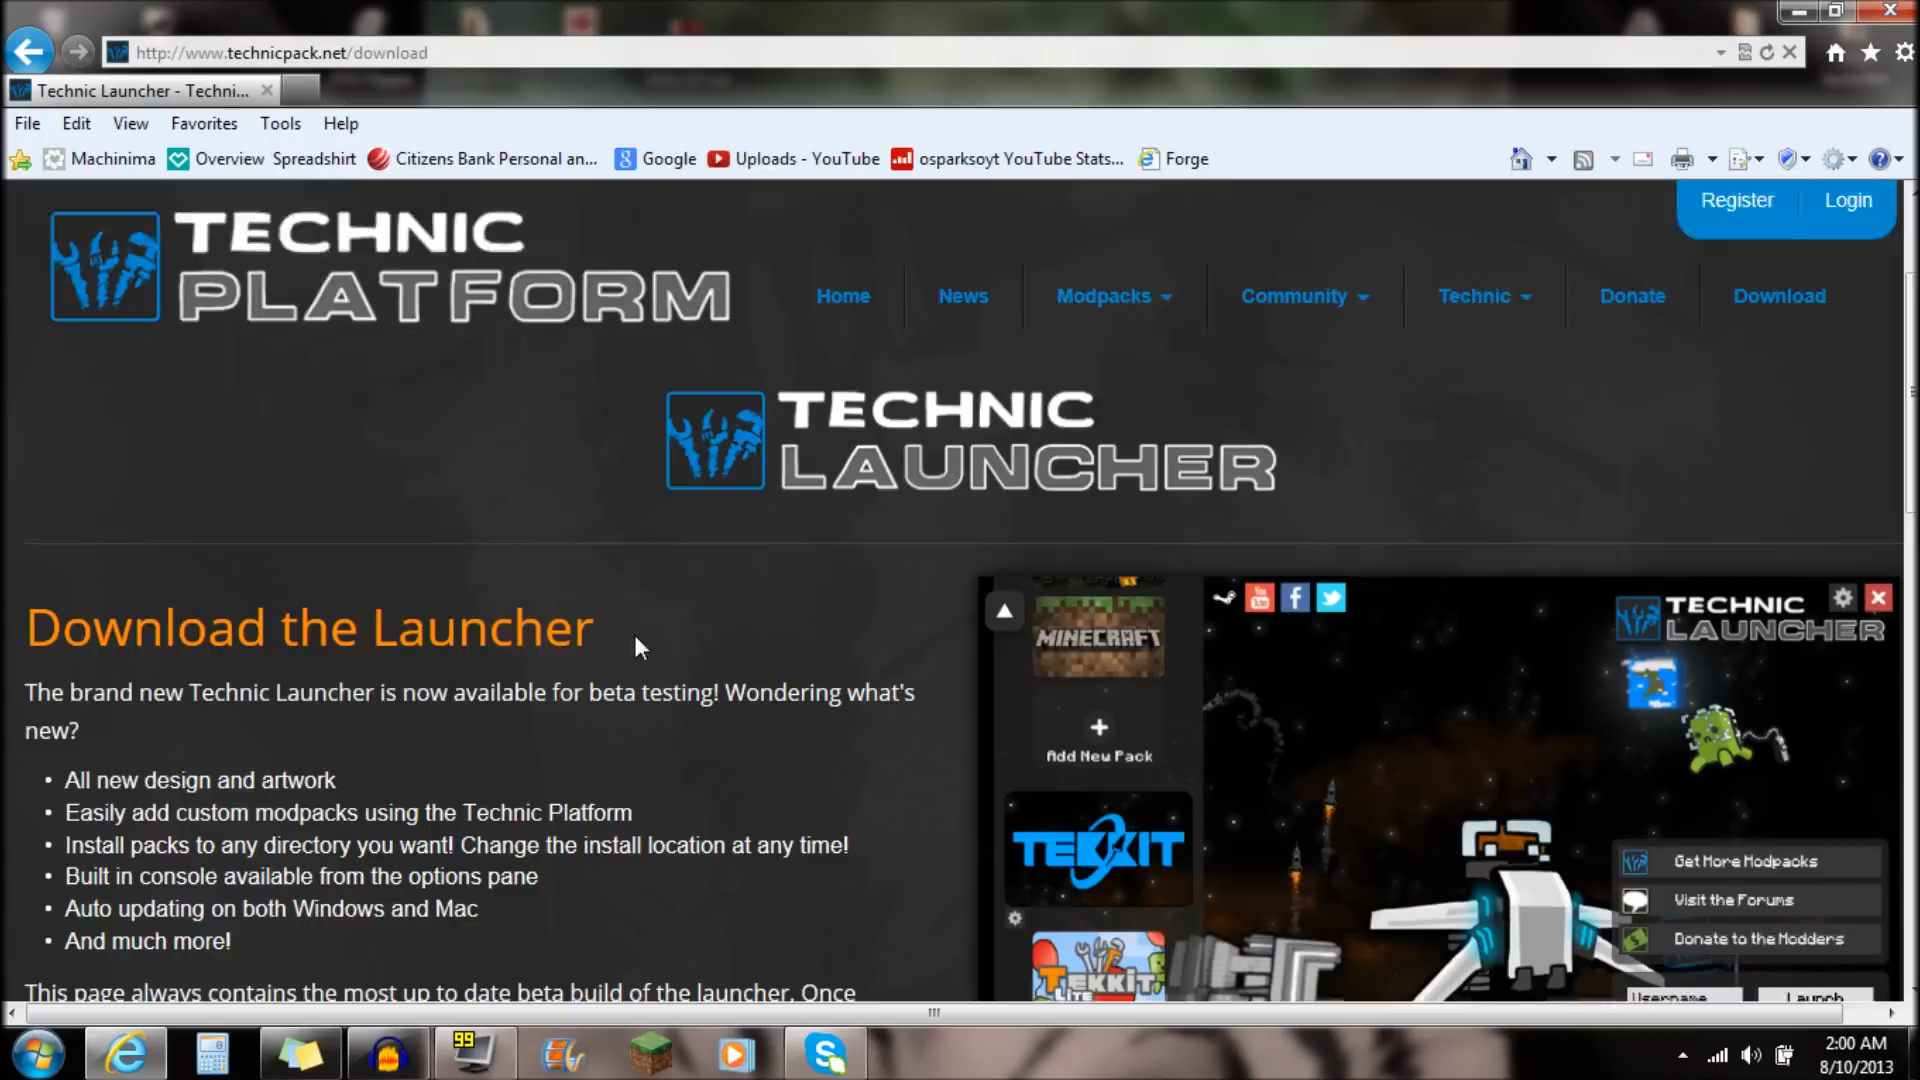 http://www.technicpack.net/download
Technic Launcher - Techni...
File Edit View Favorites Tools Help
Machinima Overview Spreadshirt Citizens Bank Personal an... Google Uploads - YouTube osparksoyt YouTube Stats... Forge
Register Login
TECHNIC
PLATFORM
Home News Modpacks Community Technic Donate Download
TECHNIC
LAUNCHER
Download the Launcher
The brand new Technic Launcher is now available for beta testing! Wondering what's
new?
• All new design and artwork
• Easily add custom modpacks using the Technic Platform
• Install packs to any directory you want! Change the install location at any time!
• Built in console available from the options pane
• Auto updating on both Windows and Mac
• And much more!
This page always contains the most up to date beta build of the launcher. Once
MINECRAFT
Add New Pack
TEKKIT
TEKKIT
LITE
You
Tube
TECHNIC
LAUNCHER
Get More Modpacks
Visit the Forums
Donate to the Modders
Username Launch
99
2:00 AM
8/10/2013